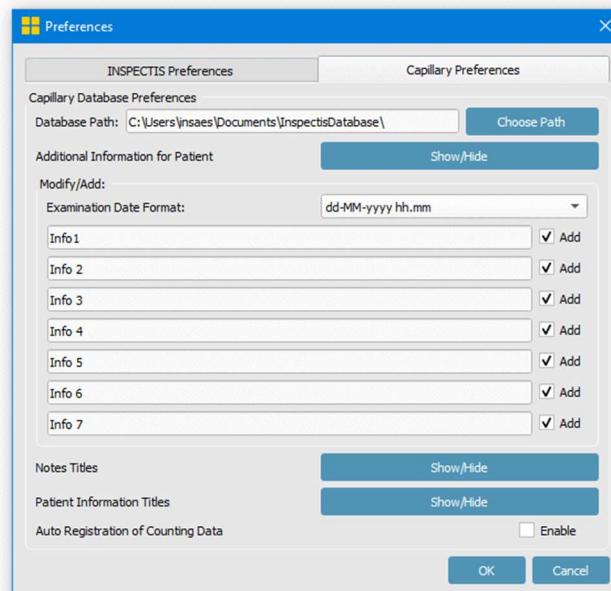 Preferences
INSPECTIS Preferences Capillary Preferences
Capillary Database Preferences
Database Path: C:\Users\insaes\Documents\InspectisDatabase\ Choose Path
Additional Information for Patient Show/Hide
Modify/Add:
Examination Date Format: dd-MM-yyyy hh.mm
Info1 Add
Info 2 Add
Info 3 Add
Info 4 Add
Info 5 Add
Info 6 Add
Info 7 Add
Notes Titles Show/Hide
Patient Information Titles Show/Hide
Auto Registration of Counting Data Enable
OK Cancel